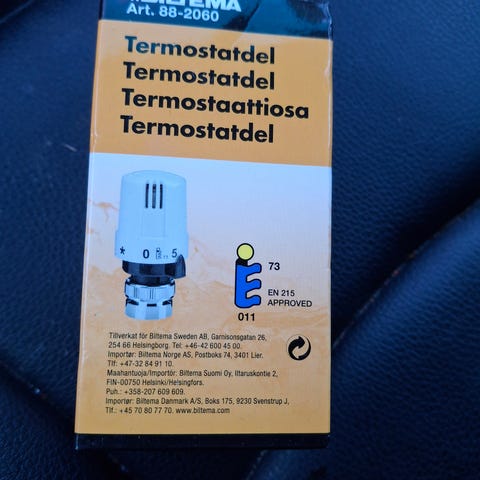 BILTEMA
Art. 88-2060
Termostatdel
Termostatdel
Termostaattiosa
Termostatdel
* 0 5
73
EN 215
APPROVED
011
Tillverkat för Biltema Sweden AB, Garnisonsgatan 26,
254 66 Helsingborg. Tel: +46-42 600 45 00.
Importør: Biltema Norge AS, Postboks 74, 3401 Lier.
Tlf: +47-32 84 91 10.
Maahantuoja/Importör: Biltema Suomi Oy, Iltaruskontie 2,
FIN-00750 Helsinki/Helsingfors.
Puh.: +358-207 609 609.
Importør: Biltema Danmark A/S, Boks 175, 9230 Svenstrup J,
Tlf.: +45 70 80 77 70. www.biltema.com